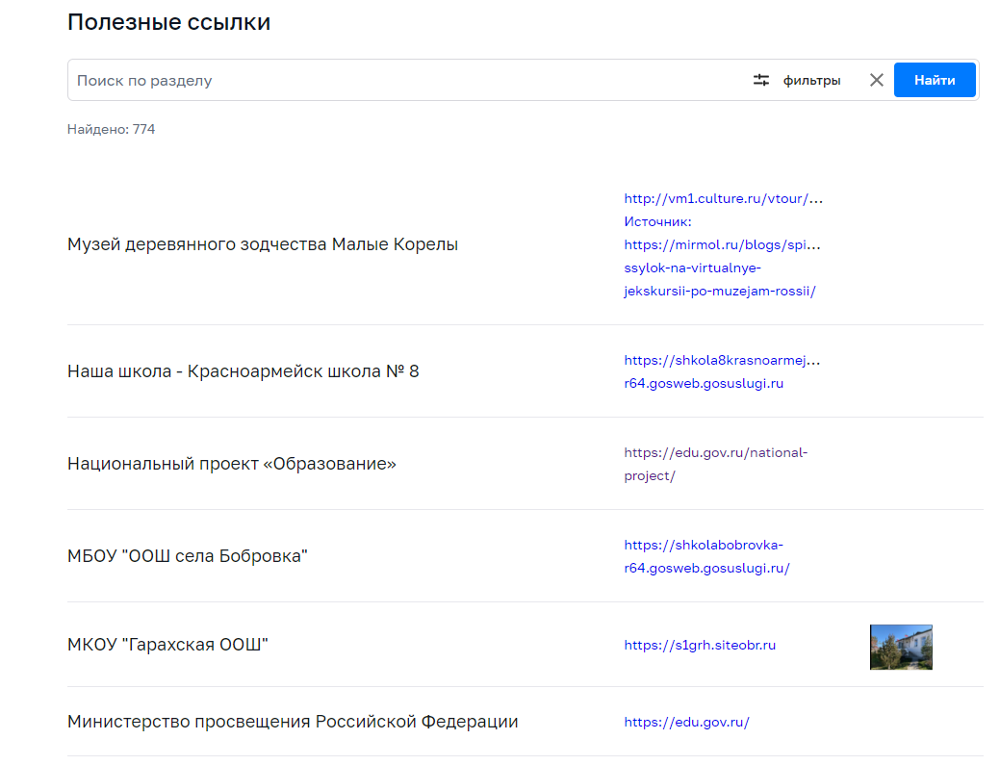 Полезные ссылки
Поиск по разделу фильтры Найти
Найдено: 774
Музей деревянного зодчества Малые Корелы
http://vm1.culture.ru/vtour/...
Источник:
https://mirmol.ru/blogs/spi...
ssylok-na-virtualnye-
jekskursii-po-muzejam-rossii/
Наша школа - Красноармейск школа № 8
https://shkola8krasnoarmej...
r64.gosweb.gosuslugi.ru
Национальный проект «Образование»
https://edu.gov.ru/national-
project/
МБОУ "ООШ села Бобровка"
https://shkolabobrovka-
r64.gosweb.gosuslugi.ru/
МКОУ "Гарахская ООШ"
https://s1grh.siteobr.ru
Министерство просвещения Российской Федерации
https://edu.gov.ru/